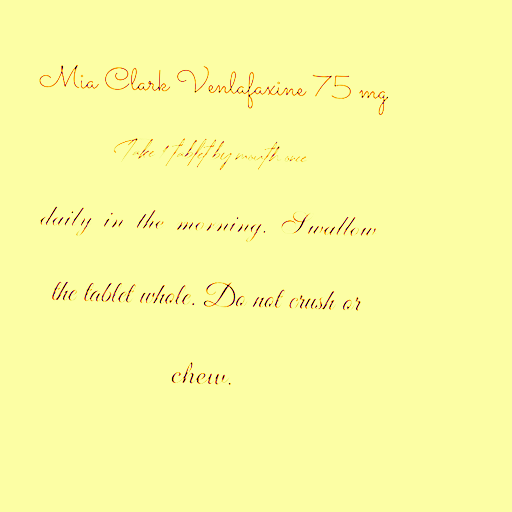 Mia Clark Venlafaxine 75 mg
Take 1 tablet by mouth
daily in the morning. Swallow
the tablet whole. Do not crush or
chew.